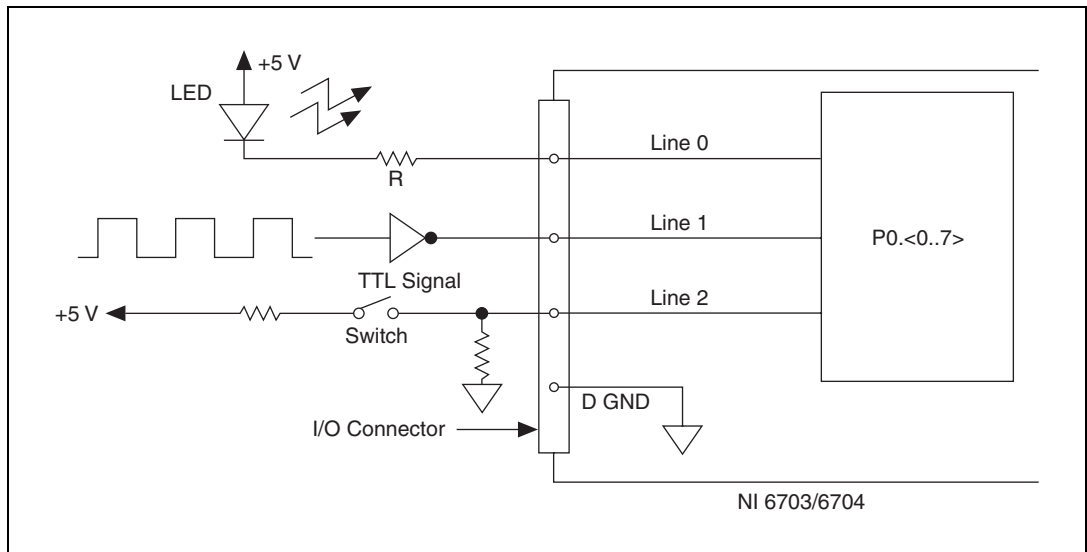 +5 V
LED
Line 0
R
Line 1
P0.<0..7>
TTL Signal
Line 2
+5 V
Switch
D GND
I/O Connector
NI 6703/6704